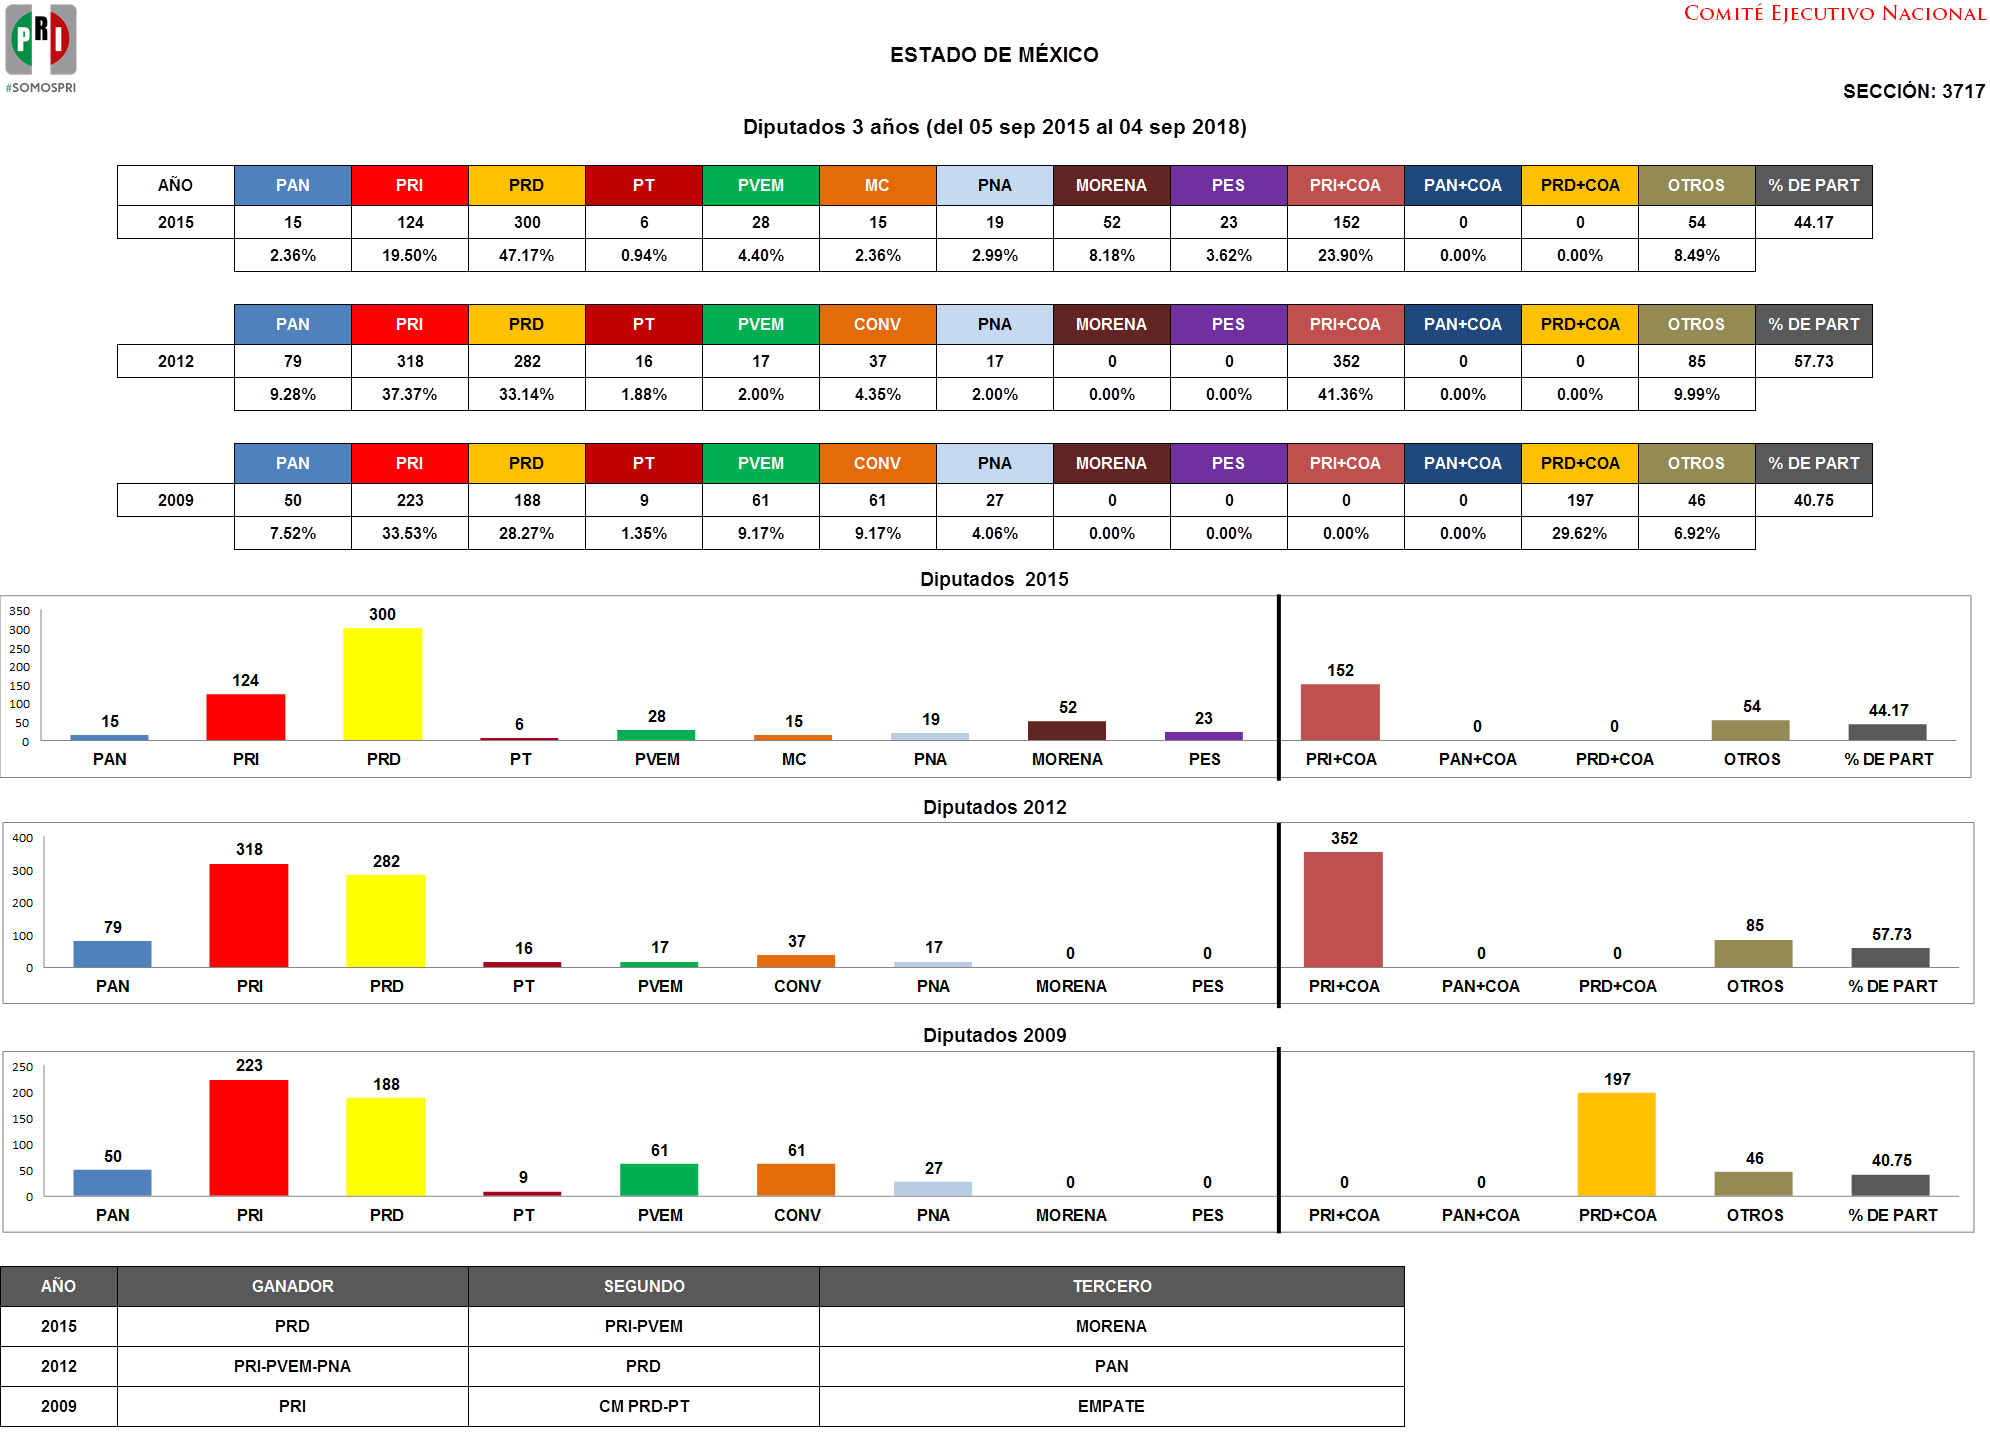 PRI
#SOMOSPRI
COMITÉ EJECUTIVO NACIONAL
ESTADO DE MÉXICO
SECCIÓN: 3717
Diputados 3 años (del 05 sep 2015 al 04 sep 2018)
AÑO PAN PRI PRD PT PVEM MC PNA MORENA PES PRI+COA PAN+COA PRD+COA OTROS % DE PART
2015 15 124 300 6 28 15 19 52 23 152 0 0 54 44.17
2.36% 19.50% 47.17% 0.94% 4.40% 2.36% 2.99% 8.18% 3.62% 23.90% 0.00% 0.00% 8.49%
PAN PRI PRD PT PVEM CONV PNA MORENA PES PRI+COA PAN+COA PRD+COA OTROS % DE PART
2012 79 318 282 16 17 37 17 0 0 352 0 0 85 57.73
9.28% 37.37% 33.14% 1.88% 2.00% 4.35% 2.00% 0.00% 0.00% 41.36% 0.00% 0.00% 9.99%
PAN PRI PRD PT PVEM CONV PNA MORENA PES PRI+COA PAN+COA PRD+COA OTROS % DE PART
2009 50 223 188 9 61 61 27 0 0 0 0 197 46 40.75
7.52% 33.53% 28.27% 1.35% 9.17% 9.17% 4.06% 0.00% 0.00% 0.00% 0.00% 29.62% 6.92%
Diputados 2015
350
300
250
200
150
100
50
0
15 124 300 6 28 15 19 52 23 152 0 0 54 44.17
PAN PRI PRD PT PVEM MC PNA MORENA PES PRI+COA PAN+COA PRD+COA OTROS % DE PART
Diputados 2012
400
300
200
100
0
79 318 282 16 17 37 17 0 0 352 0 0 85 57.73
PAN PRI PRD PT PVEM CONV PNA MORENA PES PRI+COA PAN+COA PRD+COA OTROS % DE PART
Diputados 2009
250
200
150
100
50
0
50 223 188 9 61 61 27 0 0 0 0 197 46 40.75
PAN PRI PRD PT PVEM CONV PNA MORENA PES PRI+COA PAN+COA PRD+COA OTROS % DE PART
AÑO GANADOR SEGUNDO TERCERO
2015 PRD PRI-PVEM MORENA
2012 PRI-PVEM-PNA PRD PAN
2009 PRI CM PRD-PT EMPATE